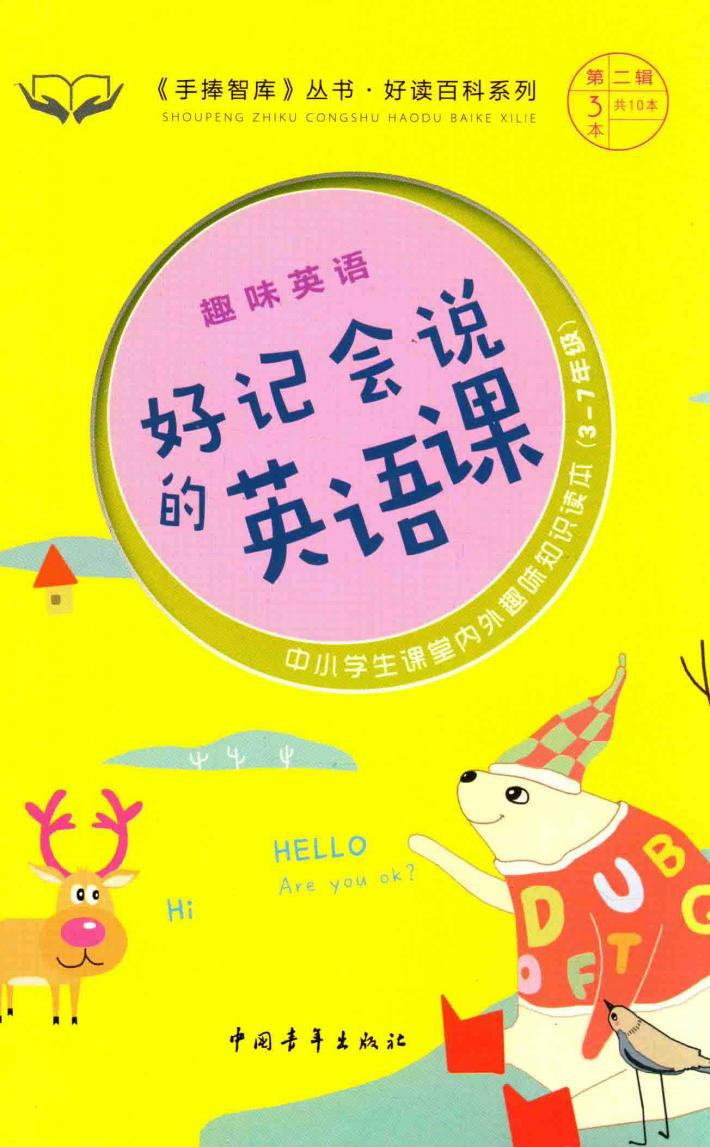 《手捧智库》丛书·好读百科系列
SHOUPENG ZHIKU CONGSHU HAODU BAIKE XILIE
第二辑
3本
共10本
趣味英语
好记会说
的英语课
中小学生课堂内外趣味知识读本(3-7年级)
HELLO
Are you ok?
Hi
D U B
O F T G
中国青年出版社